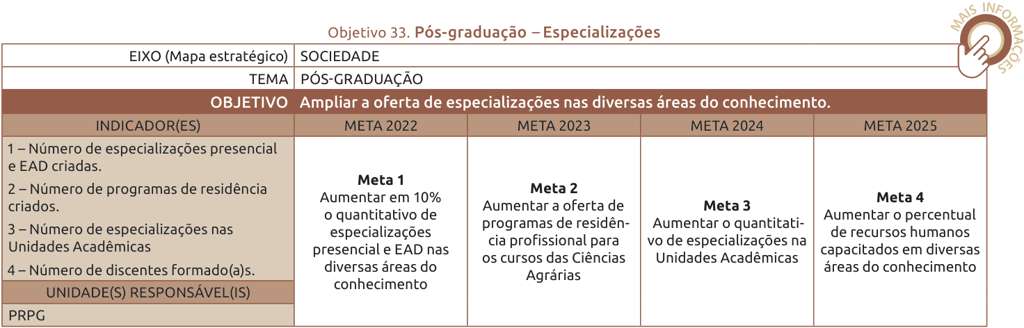 MAIS INFORMAÇÕES
Objetivo 33. Pós-graduação – Especializações
EIXO (Mapa estratégico) SOCIEDADE
TEMA PÓS-GRADUAÇÃO
OBJETIVO Ampliar a oferta de especializações nas diversas áreas do conhecimento.
INDICADOR(ES) META 2022 META 2023 META 2024 META 2025
1 – Número de especializações presencial
e EAD criadas.
2 – Número de programas de residência
criados.
3 – Número de especializações nas
Unidades Acadêmicas
4 – Número de discentes formado(a)s.
Meta 1
Aumentar em 10%
o quantitativo de
especializações
presencial e EAD nas
diversas áreas do
conhecimento
Meta 2
Aumentar a oferta de
programas de residên-
cia profissional para
os cursos das Ciências
Agrárias
Meta 3
Aumentar o quantitati-
vo de especializações na
Unidades Acadêmicas
Meta 4
Aumentar o percentual
de recursos humanos
capacitados em diversas
áreas do conhecimento
UNIDADE(S) RESPONSÁVEL(IS)
PRPG